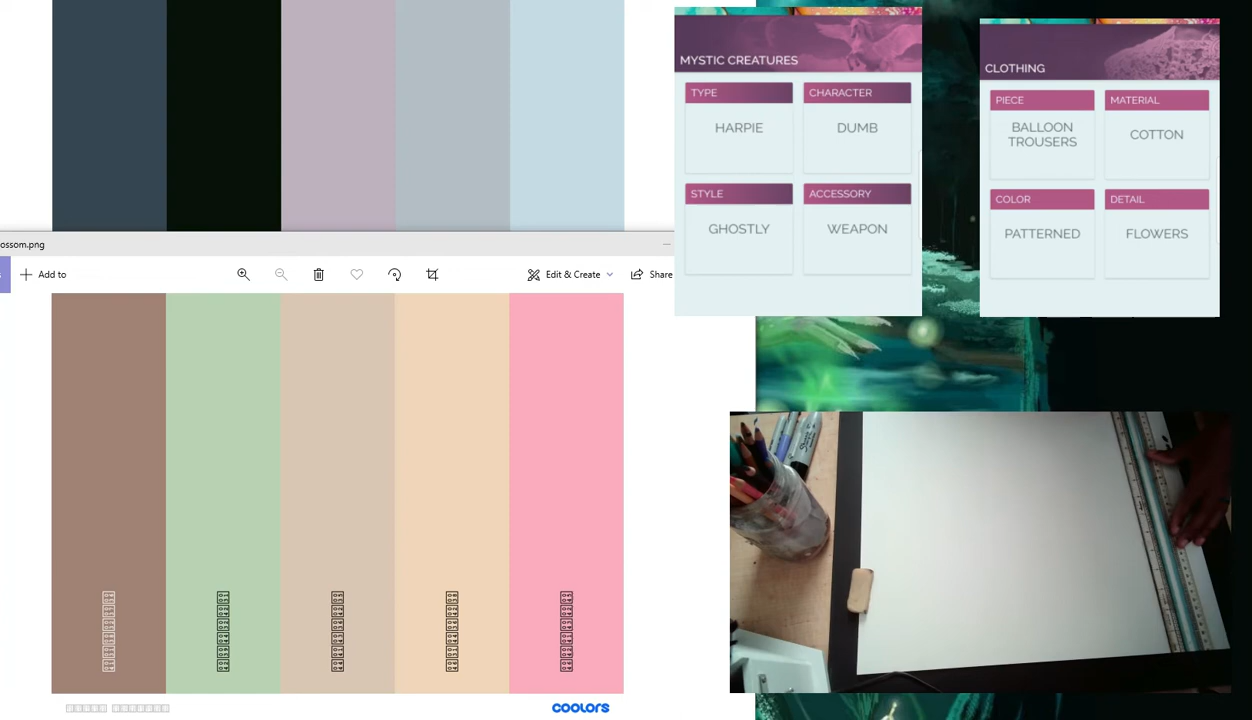 MYSTIC CREATURES
TYPE
CHARACTER
HARPIE
DUMB
STYLE
ACCESSORY
GHOSTLY
WEAPON
CLOTHING
PIECE
MATERIAL
BALLOON
TROUSERS
COTTON
COLOR
DETAIL
PATTERNED
FLOWERS
ossom.png
Add to
Edit & Create
Share
coolors